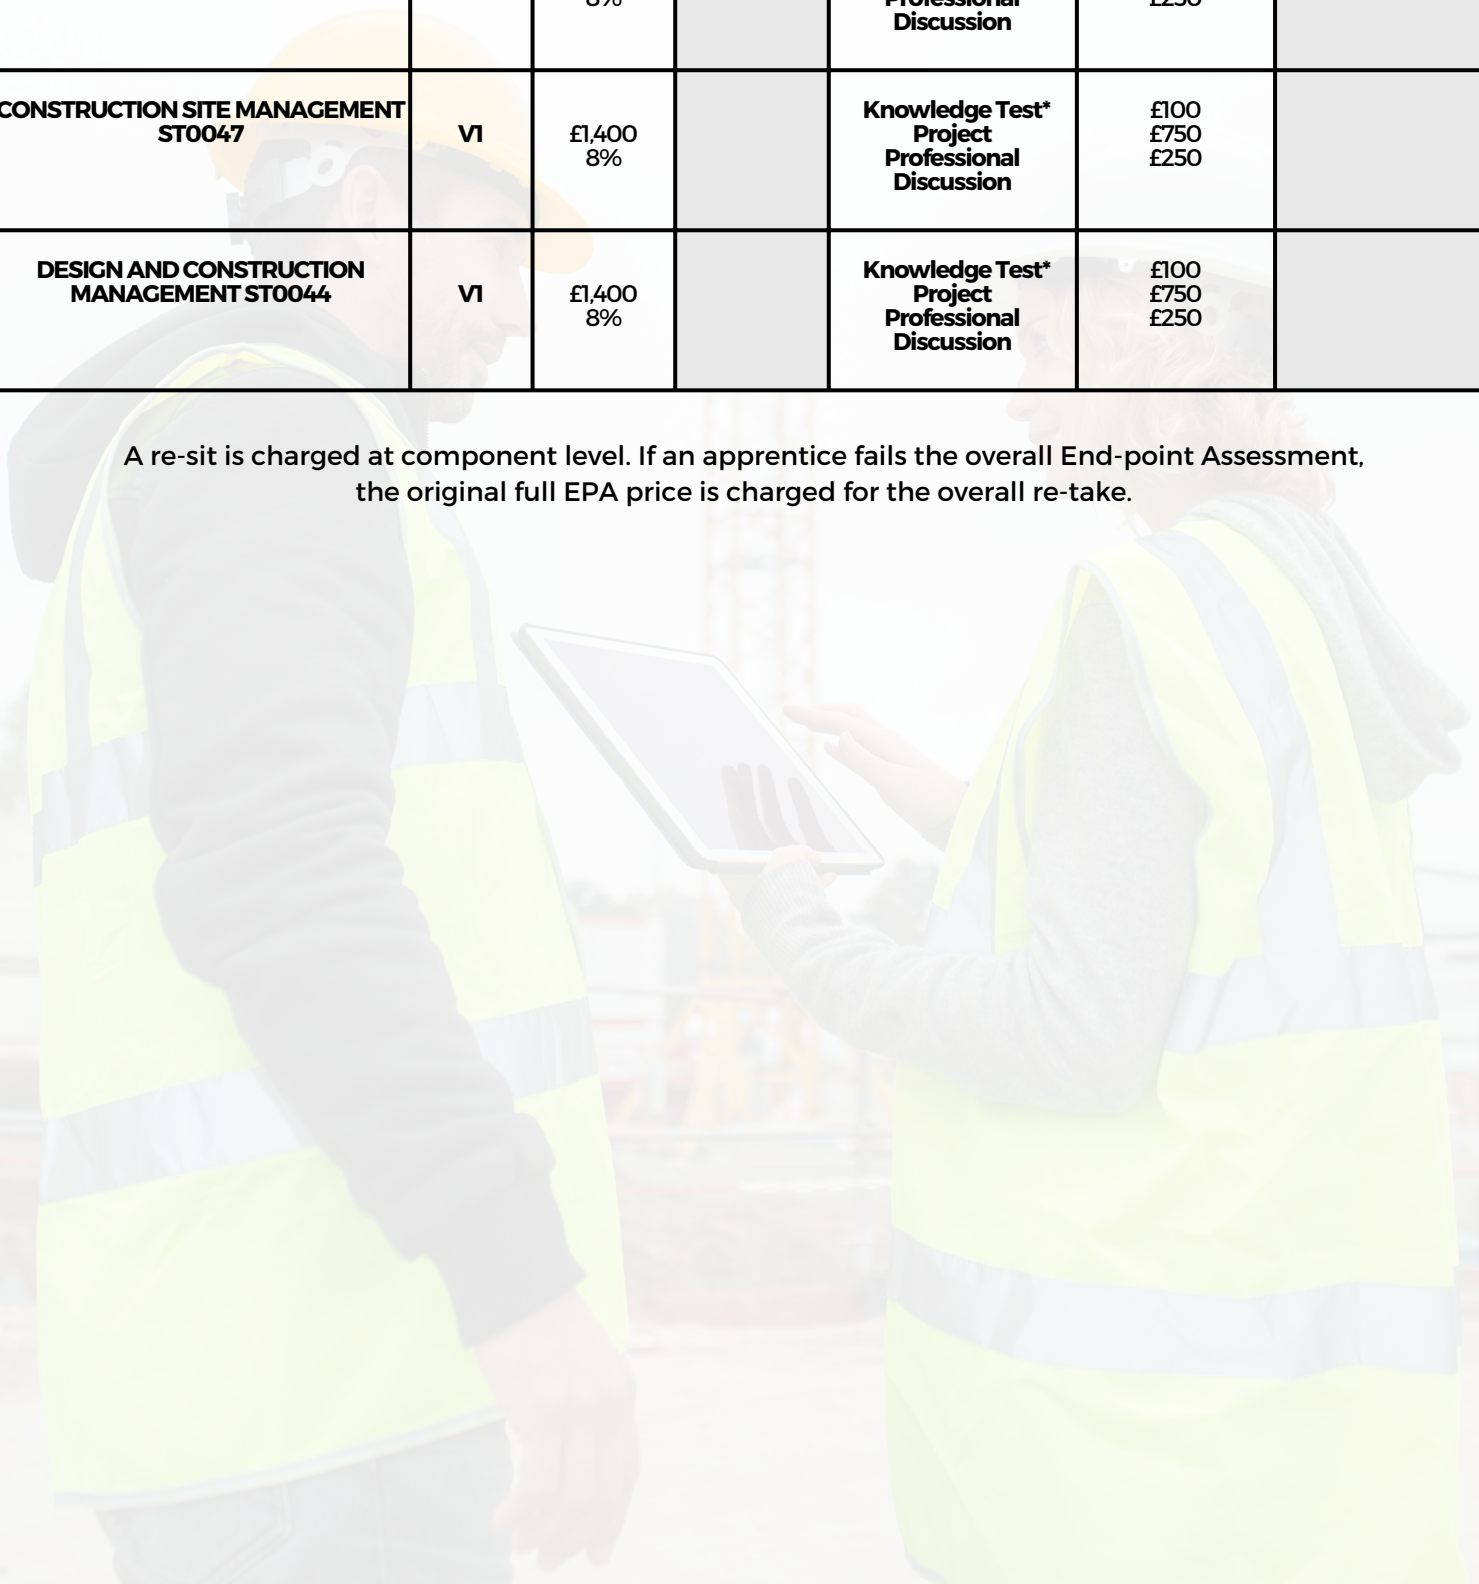 8%
Professional
£250
Discussion
CONSTRUCTION SITE MANAGEMENT
ST0047
V1
£1,400
8%
Knowledge Test*
Project
Professional
Discussion
£100
£750
£250
DESIGN AND CONSTRUCTION
MANAGEMENT ST0044
V1
£1,400
8%
Knowledge Test*
Project
Professional
Discussion
£100
£750
£250
A re-sit is charged at component level. If an apprentice fails the overall End-point Assessment,
the original full EPA price is charged for the overall re-take.